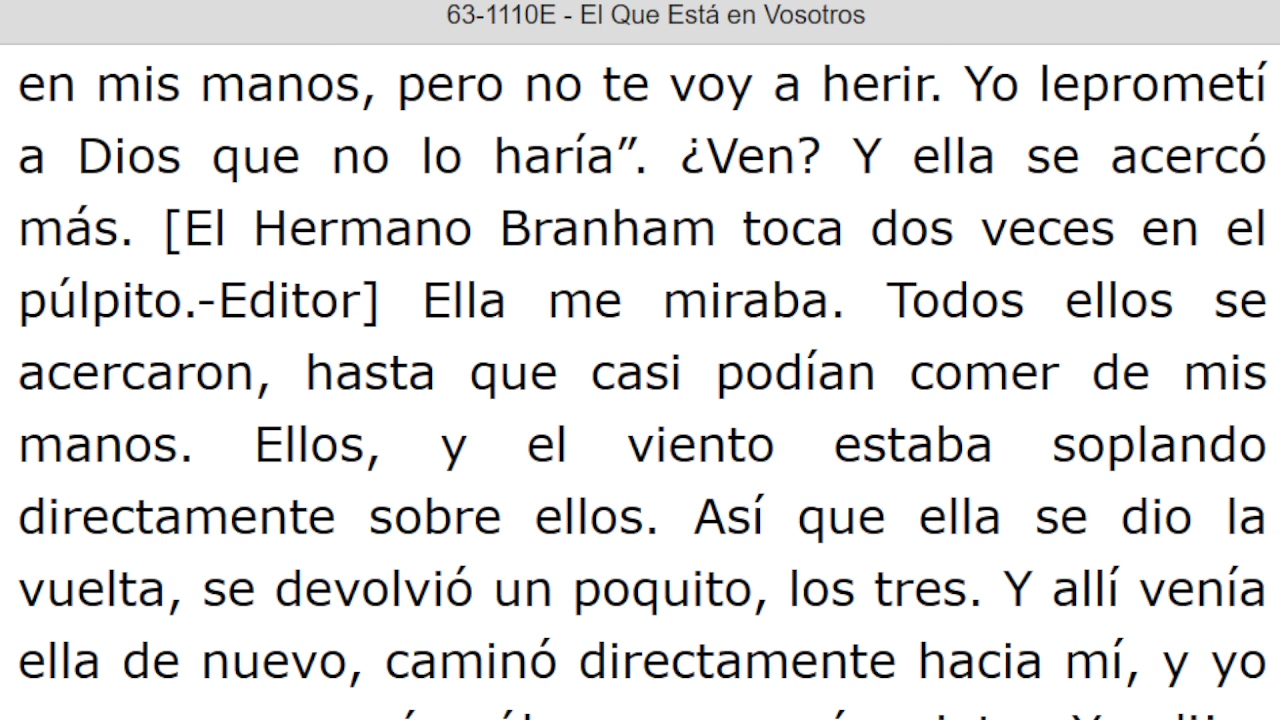 63-1110E - El Que Está en Vosotros
en mis manos, pero no te voy a herir. Yo leprometí
a Dios que no lo haría”. ¿Ven? Y ella se acercó
más. [El Hermano Branham toca dos veces en el
púlpito.-Editor] Ella me miraba. Todos ellos se
acercaron, hasta que casi podían comer de mis
manos. Ellos, y el viento estaba soplando
directamente sobre ellos. Así que ella se dio la
vuelta, se devolvió un poquito, los tres. Y allí venía
ella de nuevo, caminó directamente hacia mí, y yo